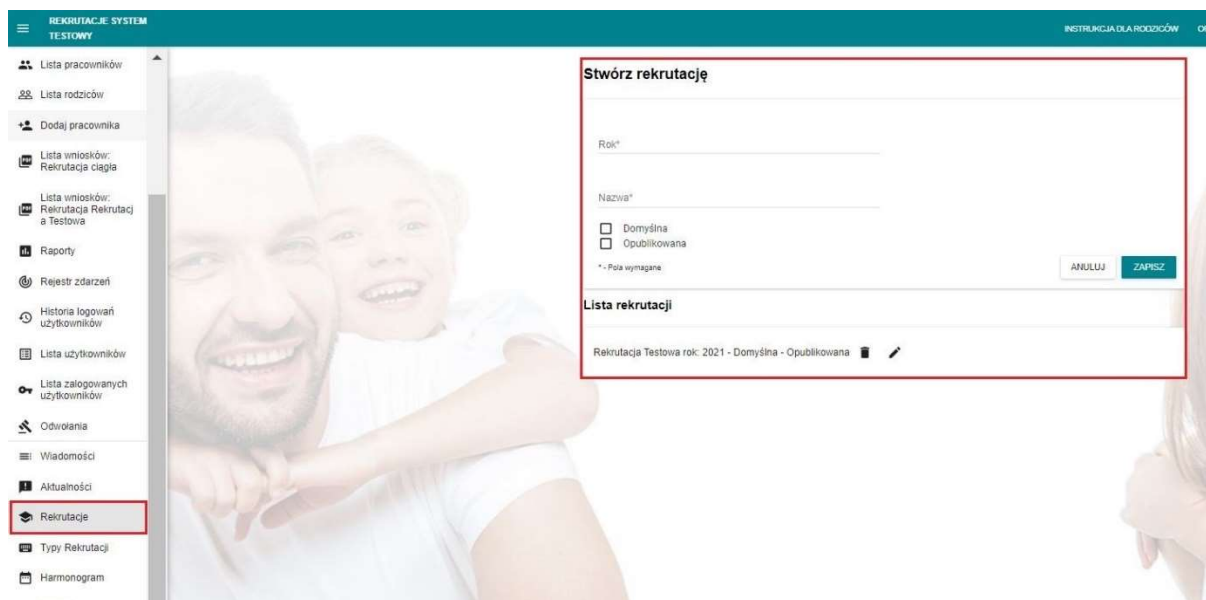 REKRUTACJE SYSTEM
TESTOWY
INSTRUKCJA DLA RODZICÓW
Lista pracowników
Lista rodziców
Dodaj pracownika
Lista wniosków:
Rekrutacja ciągła
Lista wniosków:
Rekrutacja Rekrutacj
a Testowa
Raporty
Rejestr zdarzeń
Historia logowań
użytkowników
Lista użytkowników
Lista zalogowanych
użytkowników
Odwołania
Wiadomości
Aktualności
Rekrutacje
Typy Rekrutacji
Harmonogram
Stwórz rekrutację
Rok*
Nazwa*
Domyślna
Opublikowana
* - Pola wymagane
ANULUJ
ZAPISZ
Lista rekrutacji
Rekrutacja Testowa rok: 2021 - Domyślna - Opublikowana